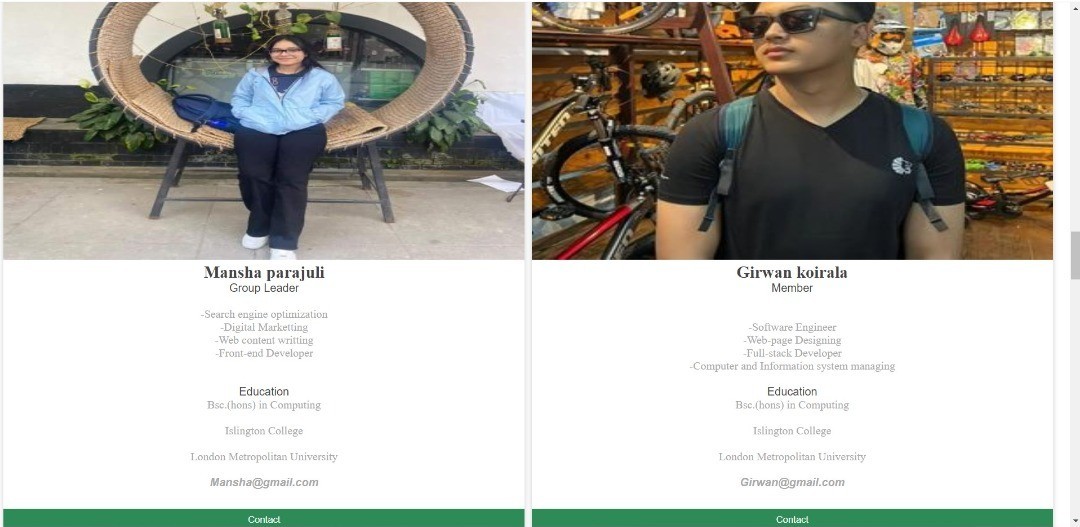 Mansha parajuli
Group Leader
-Search engine optimization
-Digital Marketting
-Web content writting
-Front-end Developer
Education
Bsc.(hons) in Computing
Islington College
London Metropolitan University
Mansha@gmail.com
Contact
Girwan koirala
Member
-Software Engineer
-Web-page Designing
-Full-stack Developer
-Computer and Information system managing
Education
Bsc.(hons) in Computing
Islington College
London Metropolitan University
Girwan@gmail.com
Contact